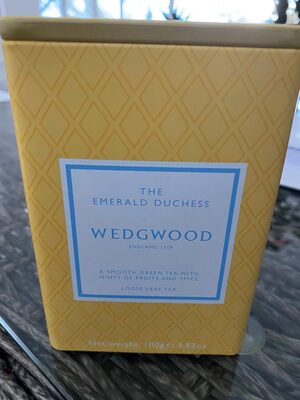 THE
EMERALD DUCHESS
WEDGWOOD
ENGLAND 1759
A SMOOTH GREEN TEA WITH
HINTS OF FRUITS AND SPICE
LOOSE LEAF TEA
Net weight: 100g ℮ 3.52oz